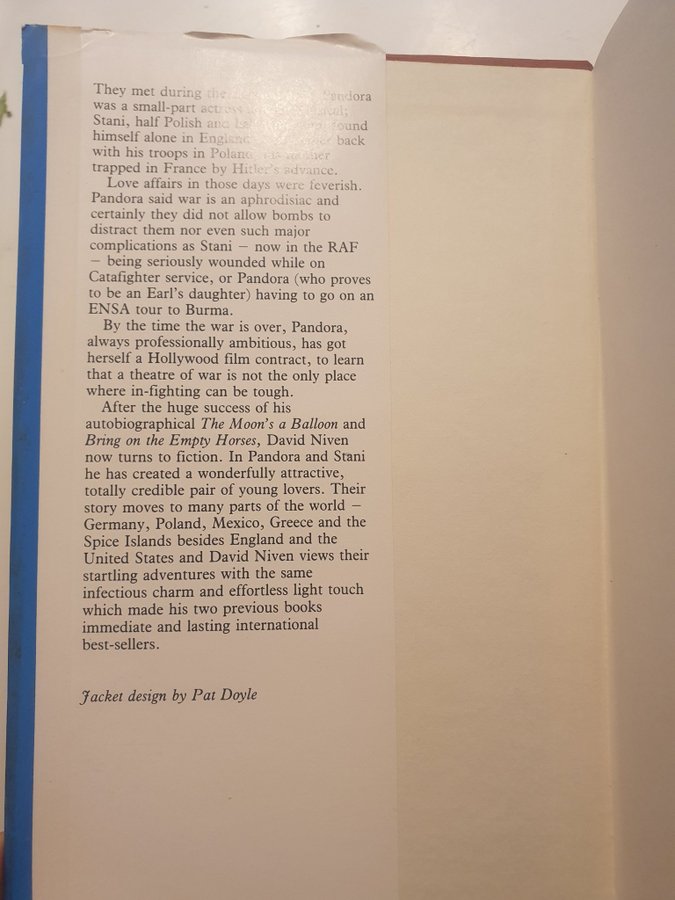 They met during the Pandora
was a small-part actress
Stani, half Polish and found
himself alone in England back
with his troops in Poland
trapped in France by Hitler's advance.
Love affairs in those days were feverish.
Pandora said war is an aphrodisiac and
certainly they did not allow bombs to
distract them nor even such major
complications as Stani – now in the RAF
– being seriously wounded while on
Catafighter service, or Pandora (who proves
to be an Earl's daughter) having to go on an
ENSA tour to Burma.
By the time the war is over, Pandora,
always professionally ambitious, has got
herself a Hollywood film contract, to learn
that a theatre of war is not the only place
where in-fighting can be tough.
After the huge success of his
autobiographical The Moon's a Balloon and
Bring on the Empty Horses, David Niven
now turns to fiction. In Pandora and Stani
he has created a wonderfully attractive,
totally credible pair of young lovers. Their
story moves to many parts of the world –
Germany, Poland, Mexico, Greece and the
Spice Islands besides England and the
United States and David Niven views their
startling adventures with the same
infectious charm and effortless light touch
which made his two previous books
immediate and lasting international
best-sellers.
Jacket design by Pat Doyle